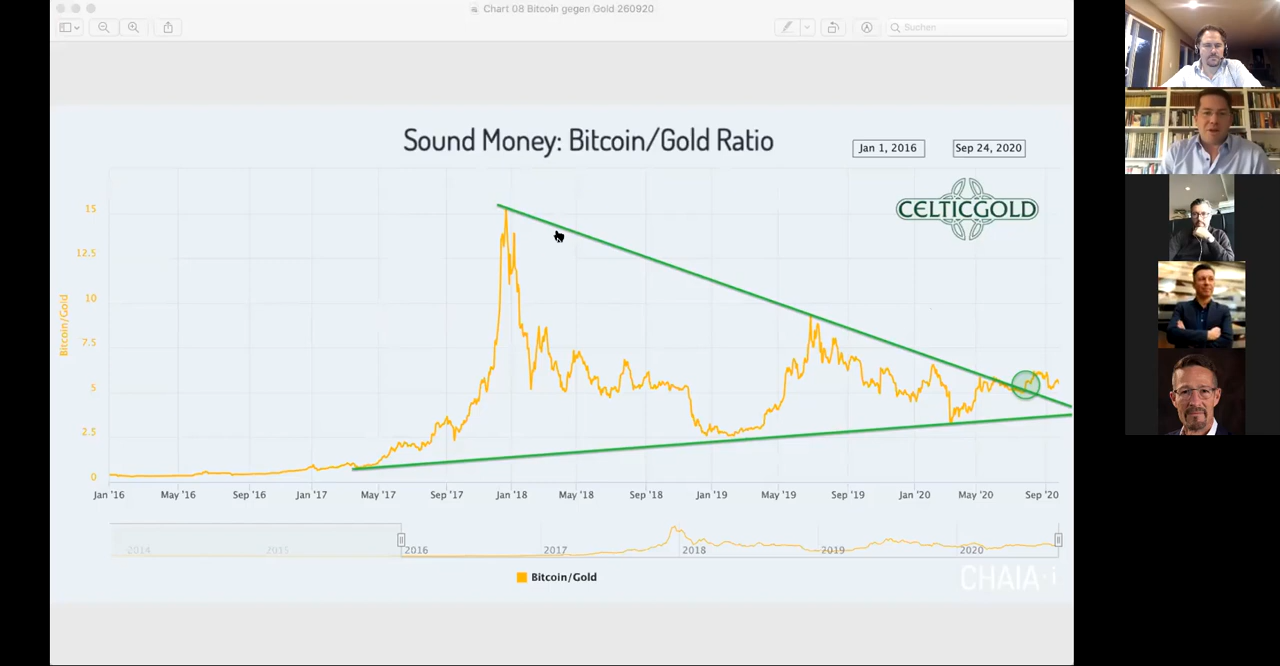 Chart 08 Bitcoin gegen Gold 260920
Suchen
Sound Money: Bitcoin/Gold Ratio
Jan 1, 2016
Sep 24, 2020
CELTICGOLD
15
12.5
10
7.5
5
2.5
0
Bitcoin/Gold
Jan '16 May '16 Sep '16 Jan '17 May '17 Sep '17 Jan '18 May '18 Sep '18 Jan '19 May '19 Sep '19 Jan '20 May '20 Sep '20
2014 2015 2016 2017 2018 2019 2020
Bitcoin/Gold
CHAIA·i